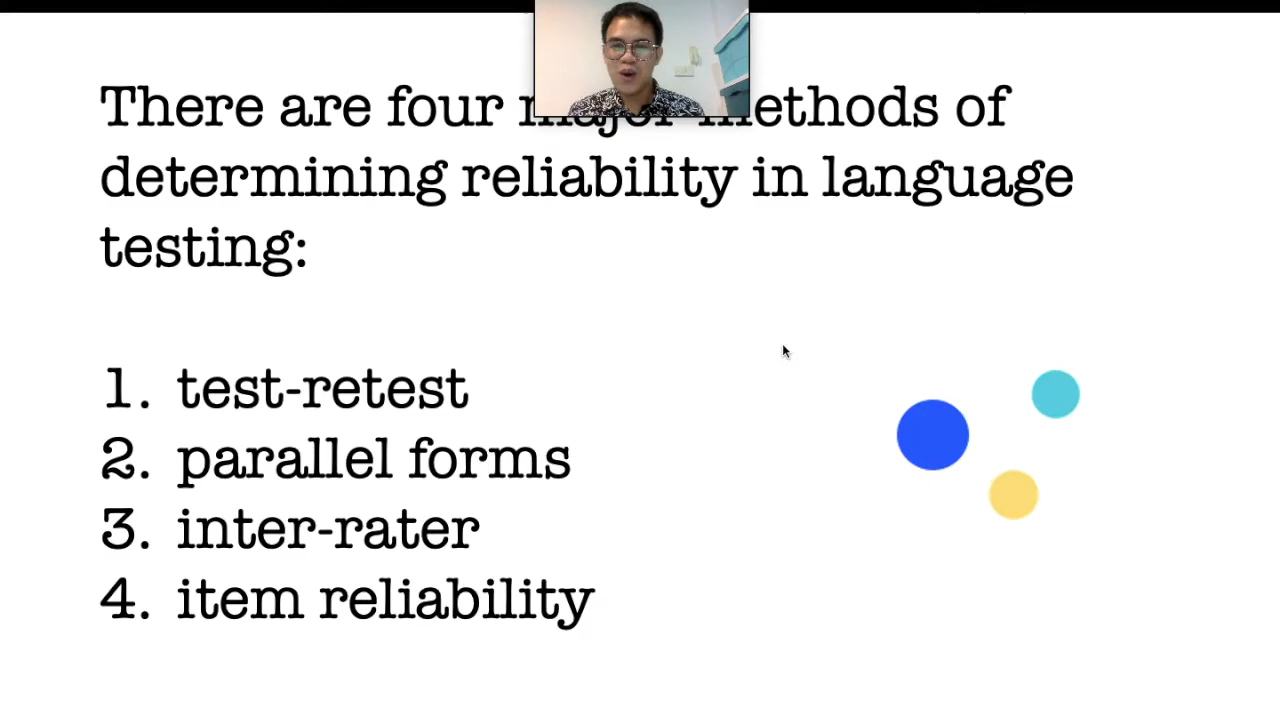 There are four major methods of
determining reliability in language
testing:
1. test-retest
2. parallel forms
3. inter-rater
4. item reliability